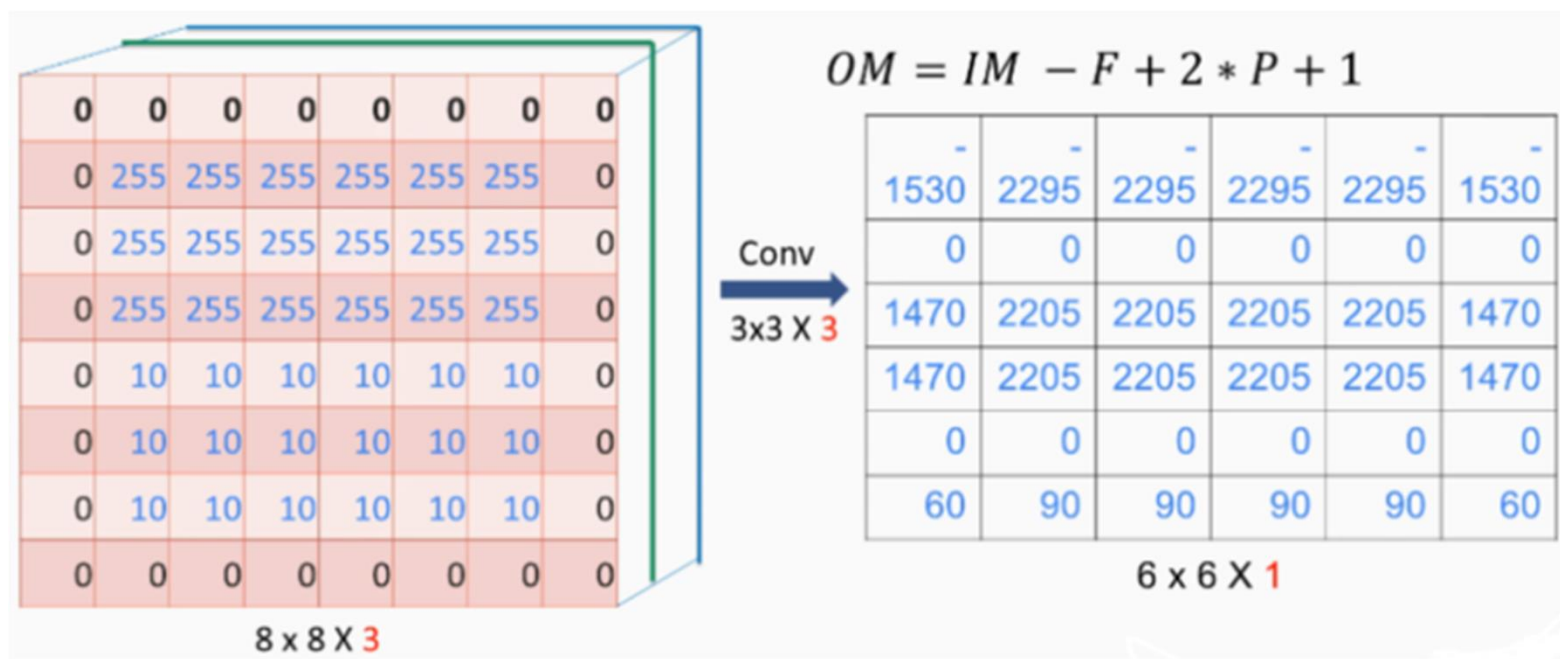 OM = IM − F + 2 ∗ P + 1
0 0 0 0 0 0 0 0
0 255 255 255 255 255 255 0
0 255 255 255 255 255 255 0
0 255 255 255 255 255 255 0
0 10 10 10 10 10 10 0
0 10 10 10 10 10 10 0
0 10 10 10 10 10 10 0
0 0 0 0 0 0 0 0
8 x 8 X 3
Conv
3x3 X 3
- - - - - -
1530 2295 2295 2295 2295 1530
0 0 0 0 0 0
1470 2205 2205 2205 2205 1470
1470 2205 2205 2205 2205 1470
0 0 0 0 0 0
60 90 90 90 90 60
6 x 6 X 1